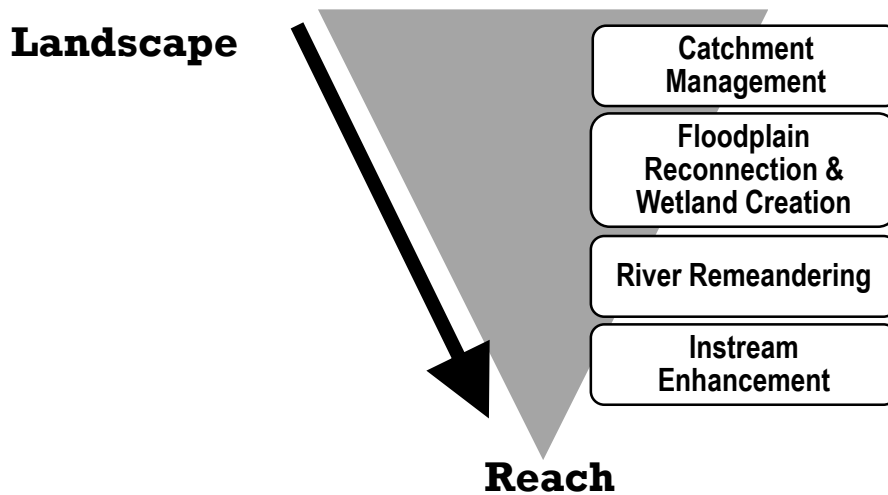 Landscape
Catchment
Management
Floodplain
Reconnection &
Wetland Creation
River Remeandering
Instream
Enhancement
Reach